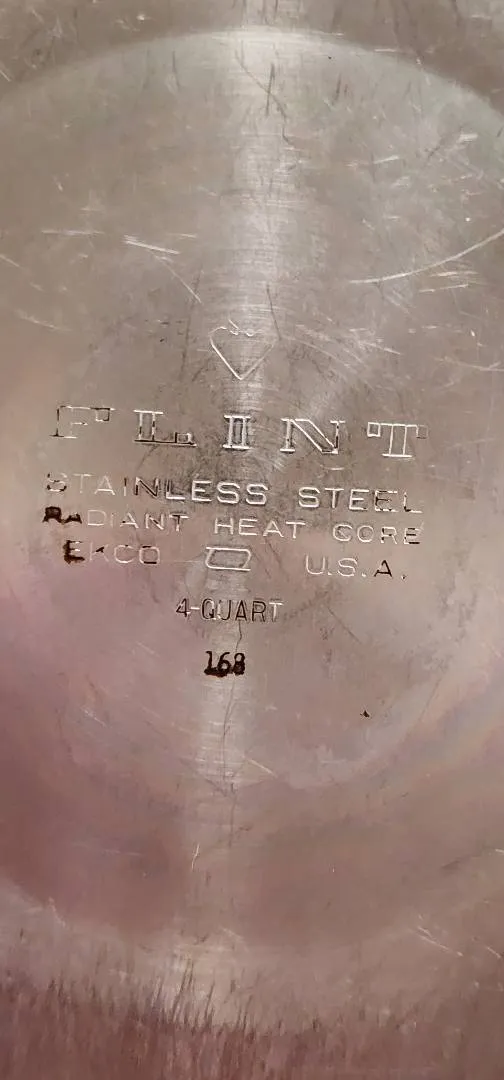 FLINT
STAINLESS STEEL
RADIANT HEAT CORE
EKCO U.S.A.
4-QUART
168